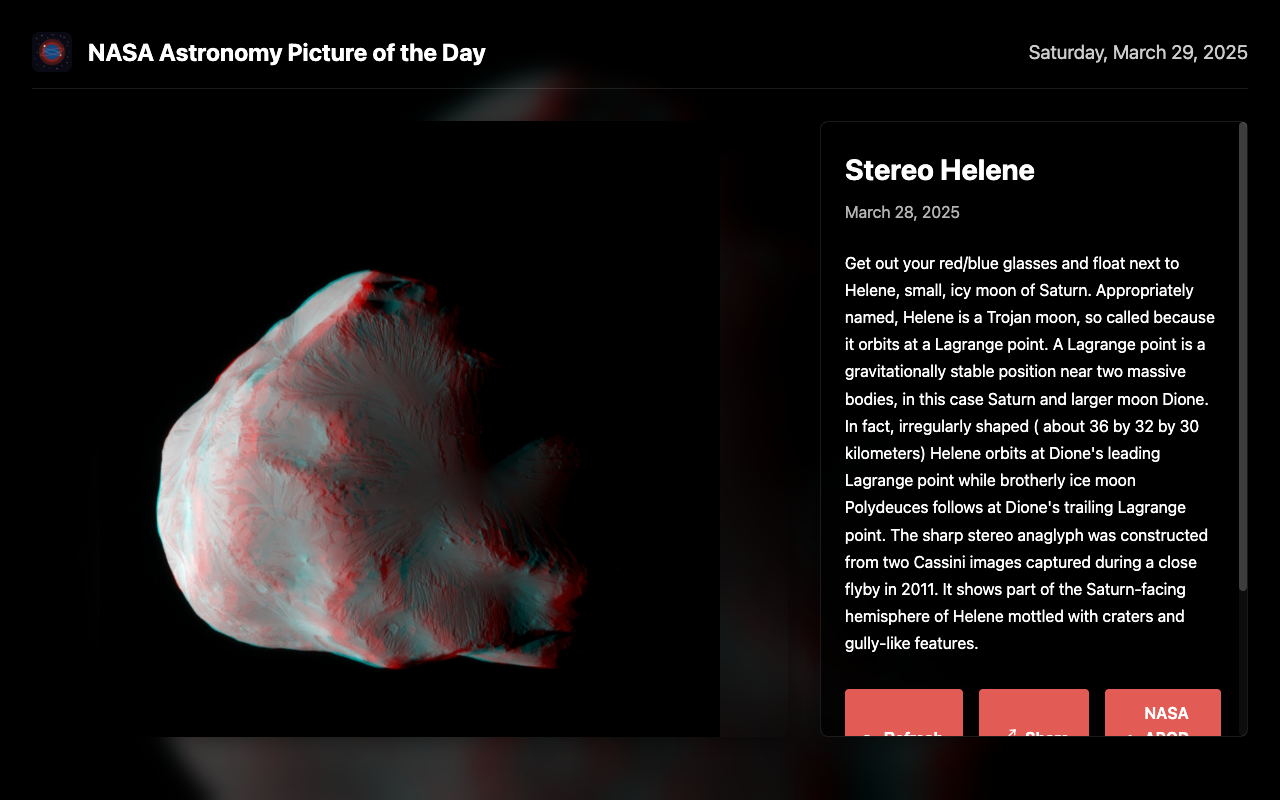 NASA Astronomy Picture of the Day
Saturday, March 29, 2025
Stereo Helene
March 28, 2025
Get out your red/blue glasses and float next to
Helene, small, icy moon of Saturn. Appropriately
named, Helene is a Trojan moon, so called because
it orbits at a Lagrange point. A Lagrange point is a
gravitationally stable position near two massive
bodies, in this case Saturn and larger moon Dione.
In fact, irregularly shaped ( about 36 by 32 by 30
kilometers) Helene orbits at Dione's leading
Lagrange point while brotherly ice moon
Polydeuces follows at Dione's trailing Lagrange
point. The sharp stereo anaglyph was constructed
from two Cassini images captured during a close
flyby in 2011. It shows part of the Saturn-facing
hemisphere of Helene mottled with craters and
gully-like features.
Refresh
Share
NASA
APOD